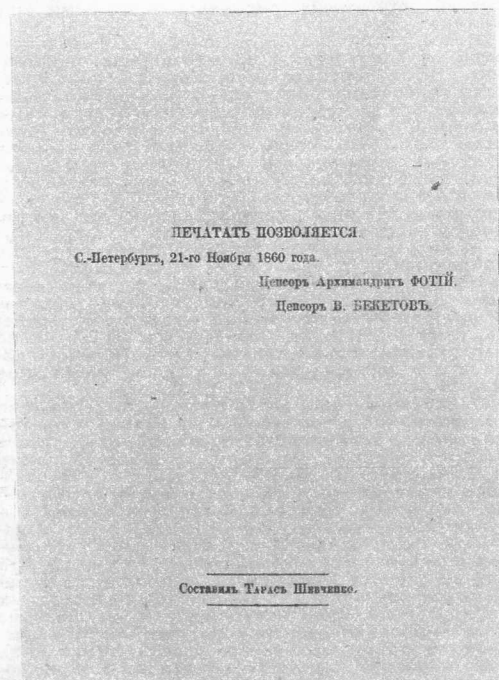 ПЕЧАТАТЬ ПОЗВОЛЯЕТСЯ.
С.-Петербургъ, 21-го Ноября 1860 года.
Цензоръ Архимандритъ ФОТІЙ.
Цензоръ В. БЕКЕТОВЪ.
Составилъ Тарасъ Шевченко.